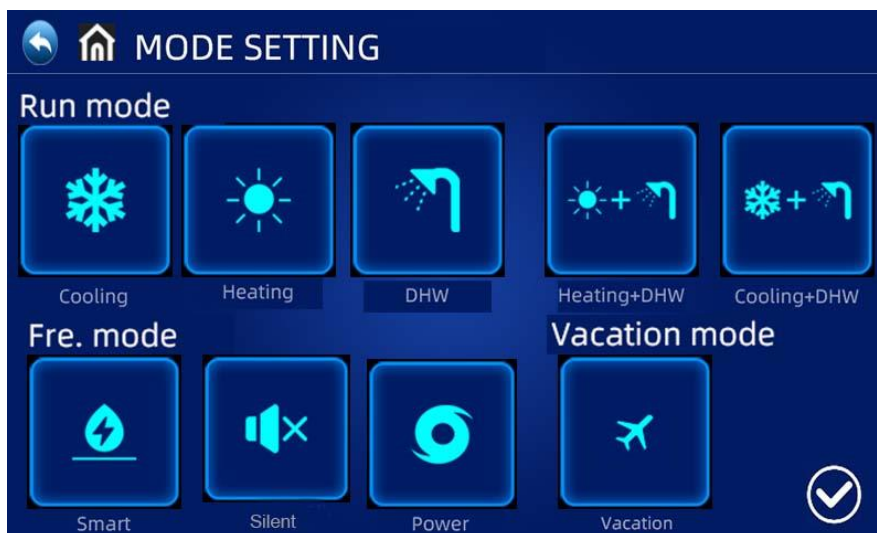 MODE SETTING
Run mode
Cooling Heating DHW Heating+DHW Cooling+DHW
Fre. mode Vacation mode
Smart Silent Power Vacation